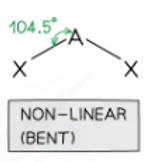 104.5°
A
X X
NON-LINEAR
(BENT)